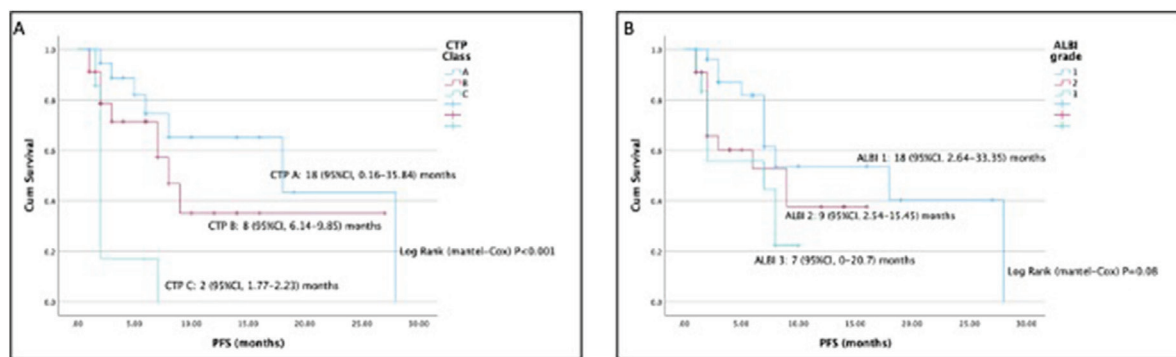 A
CTP
Class
A
B
C
1.0
0.8
0.6
0.4
0.2
0.0
Cum Survival
CTP A: 18 (95%CI, 0.16-35.84) months
CTP B: 8 (95%CI, 6.14-9.85) months
Log Rank (mantel-Cox) P<0.001
CTP C: 2 (95%CI, 1.77-2.23) months
.00 5.00 10.00 15.00 20.00 25.00 30.00
PFS (months)
B
ALBI
grade
1
2
3
1.0
0.8
0.6
0.4
0.2
0.0
Cum Survival
ALBI 1: 18 (95%CI, 2.64-33.35) months
ALBI 2: 9 (95%CI, 2.54-15.45) months
ALBI 3: 7 (95%CI, 0-20.7) months
Log Rank (mantel-Cox) P=0.08
.00 5.00 10.00 15.00 20.00 25.00 30.00
PFS (months)